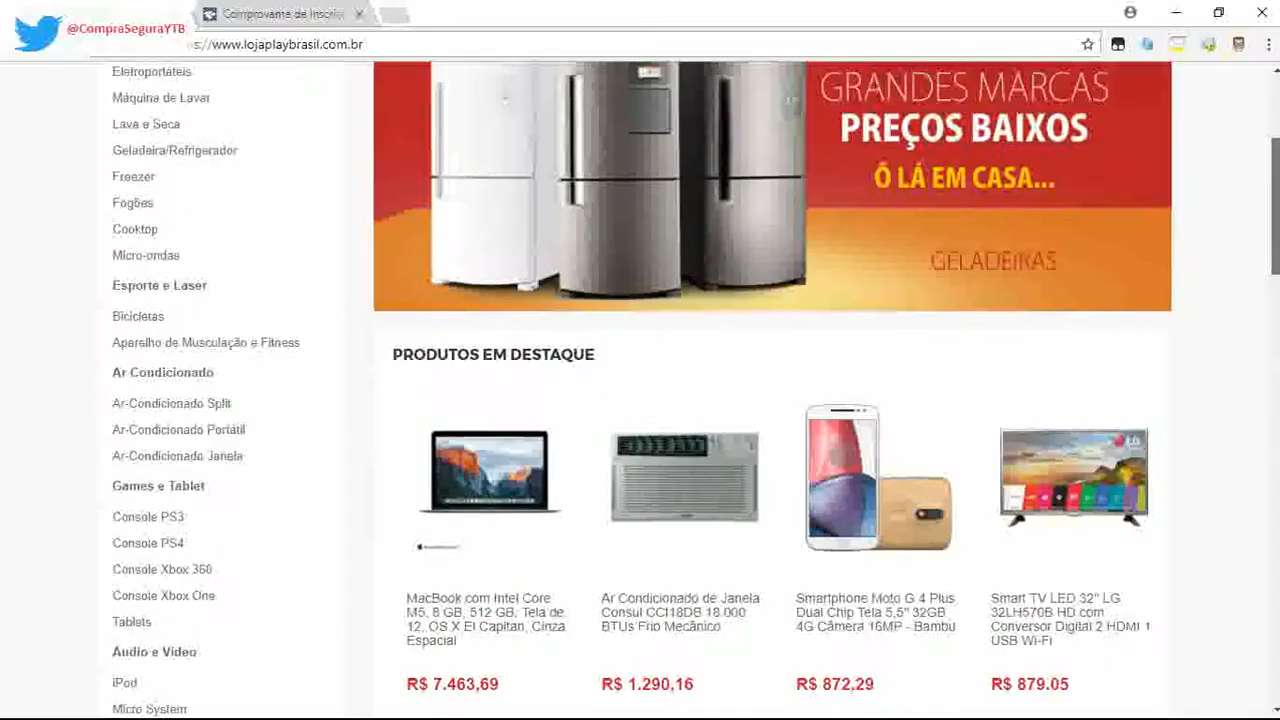 @CompraSeguraYTB
Comprovante de Inscri
s://www.lojaplaybrasil.com.br
Eletroportáteis
Máquina de Lavar
Lava e Seca
Geladeira/Refrigerador
Freezer
Fogões
Cooktop
Micro-ondas
Esporte e Laser
Bicicletas
Aparelho de Musculação e Fitness
Ar Condicionado
Ar-Condicionado Split
Ar-Condicionado Portátil
Ar-Condicionado Janela
Games e Tablet
Console PS3
Console PS4
Console Xbox 360
Console Xbox One
Tablets
Áudio e Vídeo
iPod
Micro System
GRANDES MARCAS
PREÇOS BAIXOS
Ô LÁ EM CASA...
GELADEIRAS
PRODUTOS EM DESTAQUE
LG
MacBook com Intel Core
M5, 8 GB, 512 GB, Tela de
12, OS X El Capitan, Cinza
Espacial
R$ 7.463,69
Ar Condicionado de Janela
Consul CCI18DB 18.000
BTUs Frio Mecânico
R$ 1.290,16
Smartphone Moto G 4 Plus
Dual Chip Tela 5,5" 32GB
4G Câmera 16MP - Bambu
R$ 872,29
Smart TV LED 32" LG
32LH570B HD com
Conversor Digital 2 HDMI 1
USB Wi-Fi
R$ 879.05